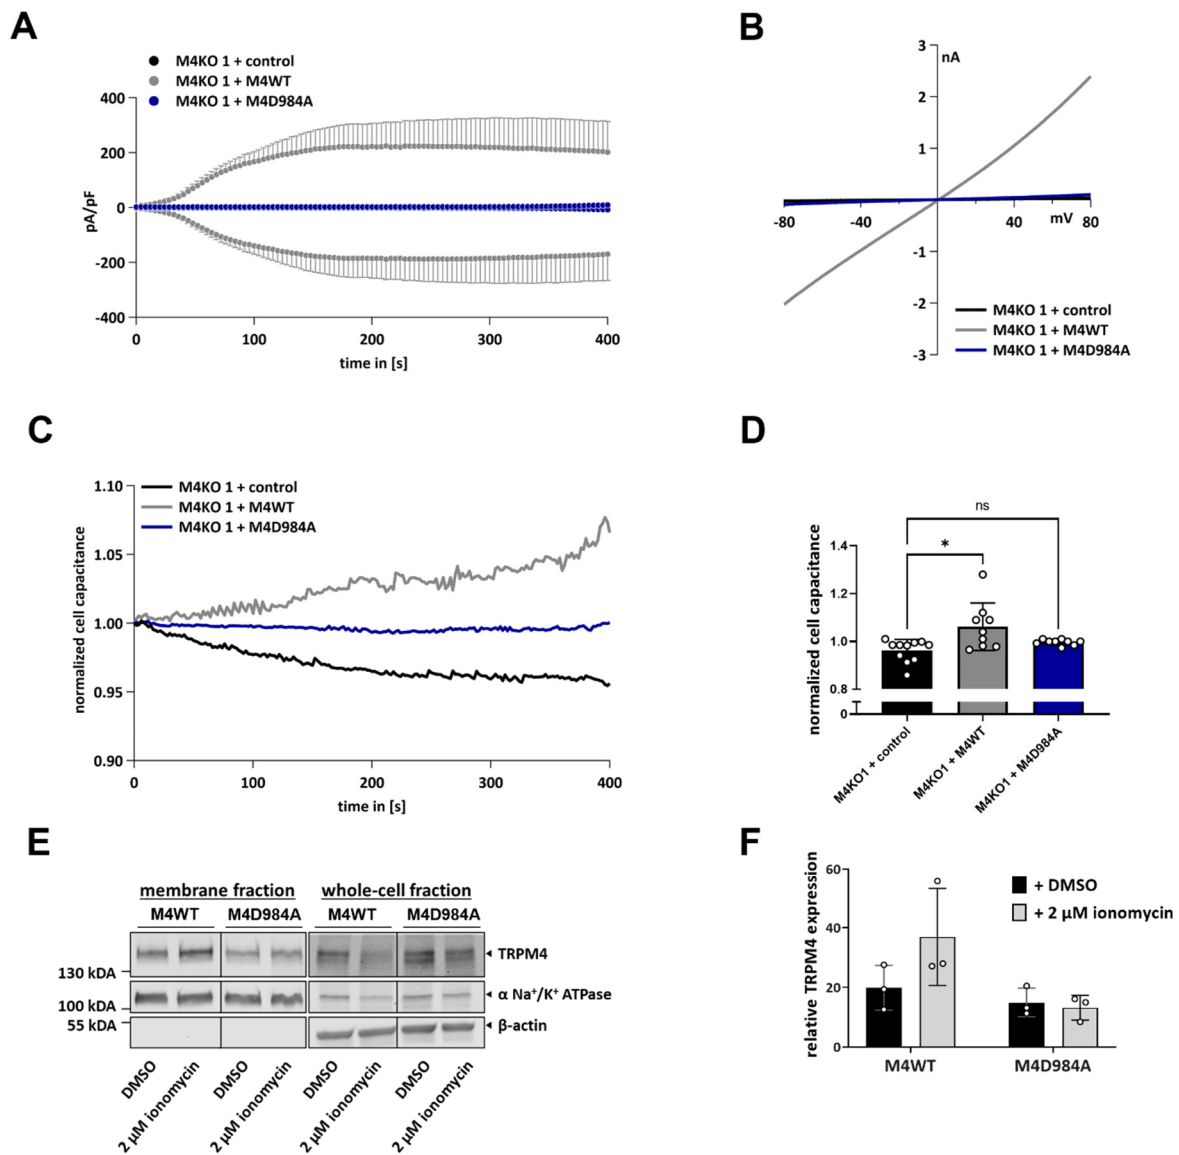 A
M4KO 1 + control
M4KO 1 + M4WT
M4KO 1 + M4D984A
400
200
0
-200
-400
pA/pF
0
100
200
300
400
time in [s]
B
3
nA
2
1
-80
-40
40
mV
80
-1
-2
-3
M4KO 1 + control
M4KO 1 + M4WT
M4KO 1 + M4D984A
C
1.10
1.05
1.00
0.95
0.90
normalized cell capacitance
M4KO 1 + control
M4KO 1 + M4WT
M4KO 1 + M4D984A
0
100
200
300
400
time in [s]
D
ns
*
1.4
1.2
1.0
0.8
0
normalized cell capacitance
M4KO1 + control
M4KO1 + M4WT
M4KO1 + M4D984A
E
membrane fraction
whole-cell fraction
M4WT
M4D984A
M4WT
M4D984A
TRPM4
130 kDA
α Na⁺/K⁺ ATPase
100 kDA
55 kDA
β-actin
DMSO
2 μM ionomycin
DMSO
2 μM ionomycin
DMSO
2 μM ionomycin
DMSO
2 μM ionomycin
F
60
40
20
0
relative TRPM4 expression
+ DMSO
+ 2 μM ionomycin
M4WT
M4D984A